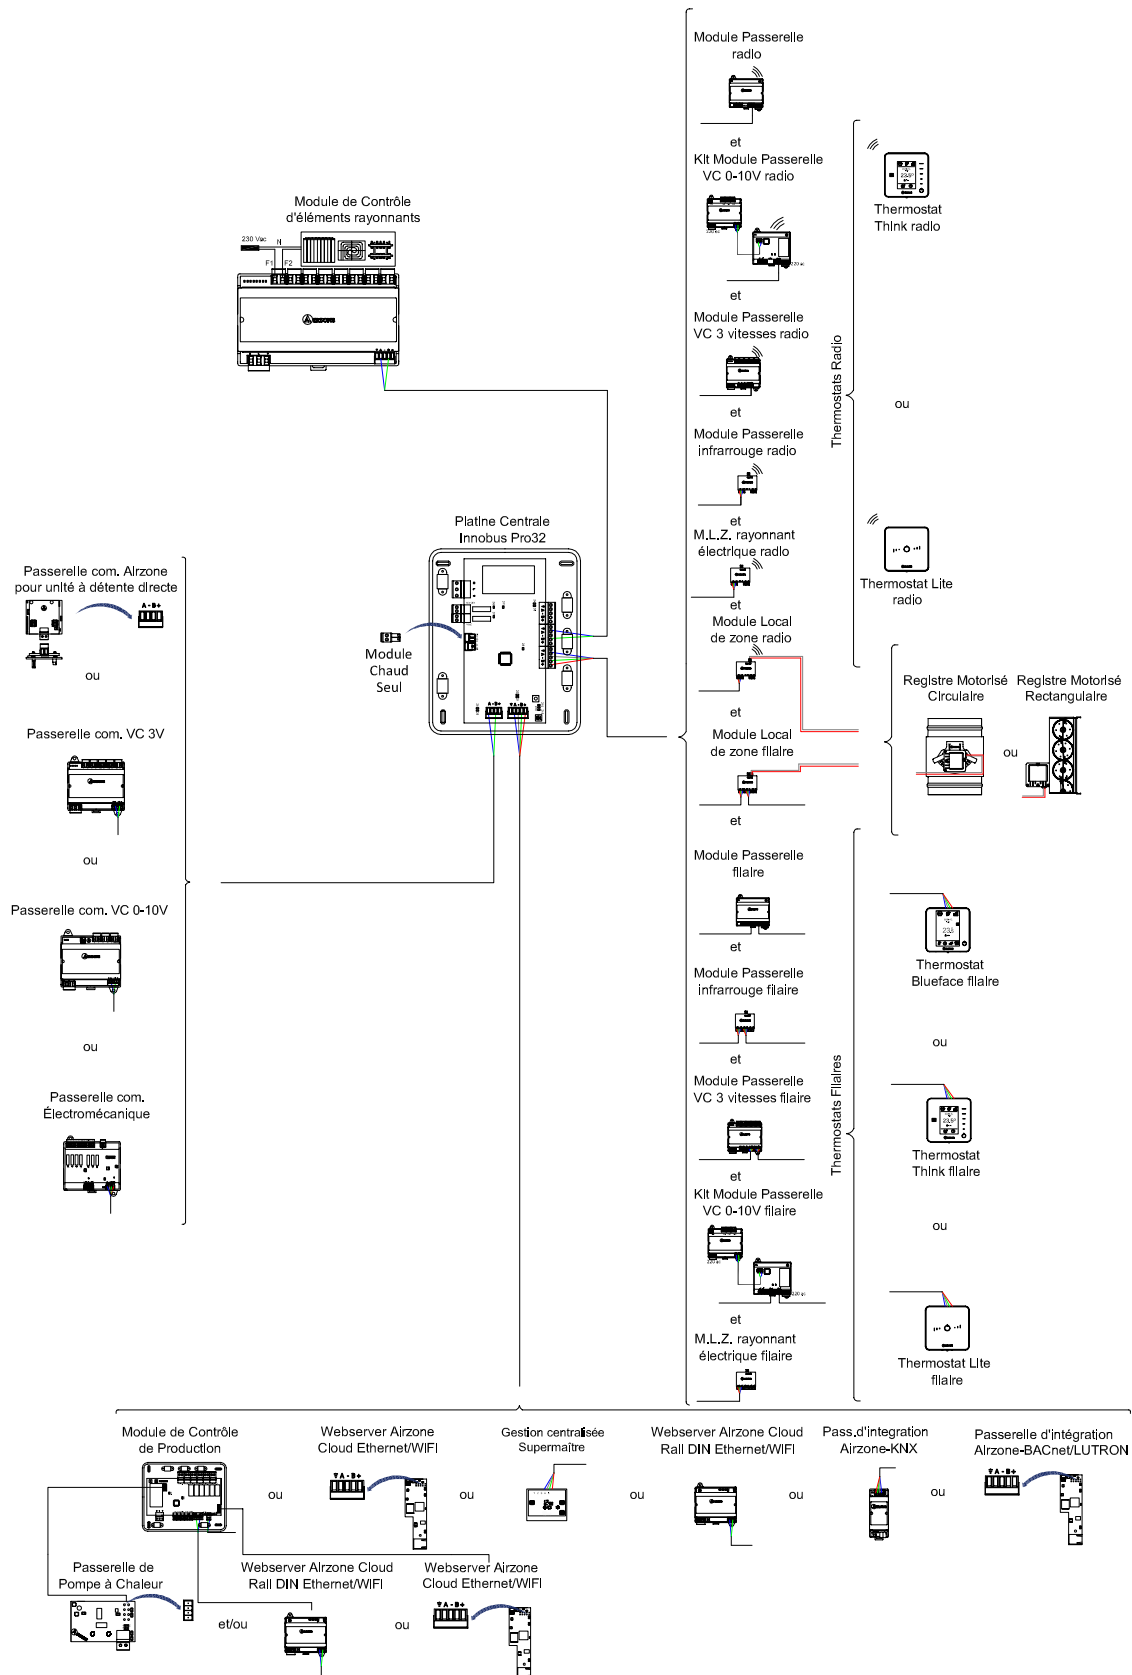 Module Passerelle
radio
et
Kit Module Passerelle
VC 0-10V radio
et
Module Passerelle
VC 3 vitesses radio
et
Module Passerelle
infrarrouge radio
et
M.L.Z. rayonnant
électrique radio
et
Module Local
de zone radio
et
Module Local
de zone filaire
et
Module Passerelle
filaire
et
Module Passerelle
infrarrouge filaire
et
Module Passerelle
VC 3 vitesses filaire
et
Kit Module Passerelle
VC 0-10V filaire
et
M.L.Z. rayonnant
électrique filaire
Thermostats Radio
Thermostat
Think radio
ou
Thermostat Lite
radio
Registre Motorisé
Circulaire
ou
Registre Motorisé
Rectangulaire
Thermostats Filaires
Thermostat
Blueface filaire
ou
Thermostat
Think filaire
ou
Thermostat Lite
filaire
Module de Contrôle
d'éléments rayonnants
230 Vac
N
F1
F2
Platine Centrale
Innobus Pro32
Module
Chaud
Seul
A - B +
Passerelle com. Airzone
pour unité à détente directe
A - B +
ou
Passerelle com. VC 3V
ou
Passerelle com. VC 0-10V
ou
Passerelle com.
Électromécanique
Module de Contrôle
de Production
ou
Webserver Airzone
Cloud Ethernet/WIFI
A - B +
ou
Gestion centralisée
Supermaître
ou
Webserver Airzone Cloud
Rail DIN Ethernet/WIFI
ou
Pass.d'integration
Airzone-KNX
ou
Passerelle d'intégration
Airzone-BACnet/LUTRON
A - B +
Passerelle de
Pompe à Chaleur
et/ou
Webserver Airzone Cloud
Rail DIN Ethernet/WIFI
ou
Webserver Airzone
Cloud Ethernet/WIFI
A - B +